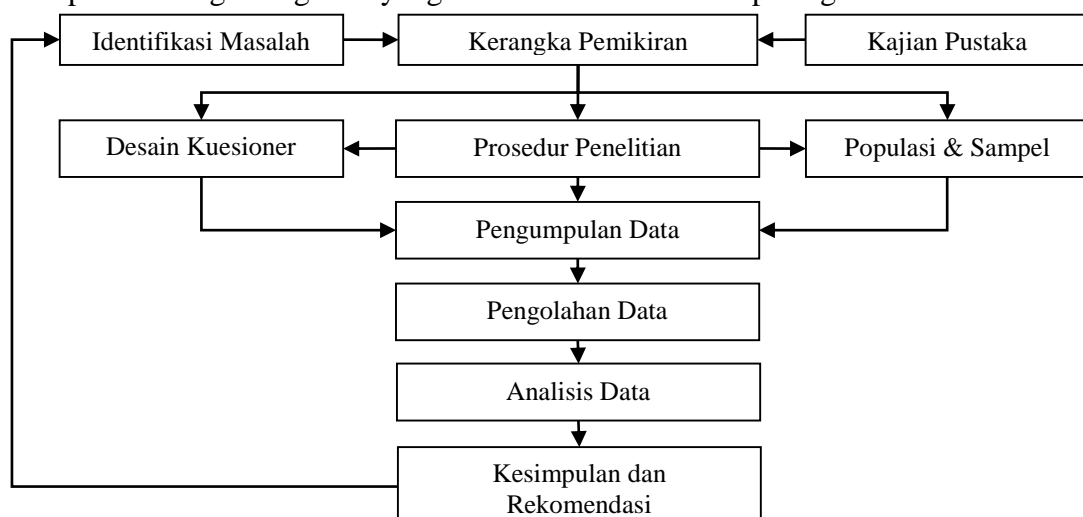 Identifikasi Masalah
Kerangka Pemikiran
Kajian Pustaka
Desain Kuesioner
Prosedur Penelitian
Populasi & Sampel
Pengumpulan Data
Pengolahan Data
Analisis Data
Kesimpulan dan
Rekomendasi